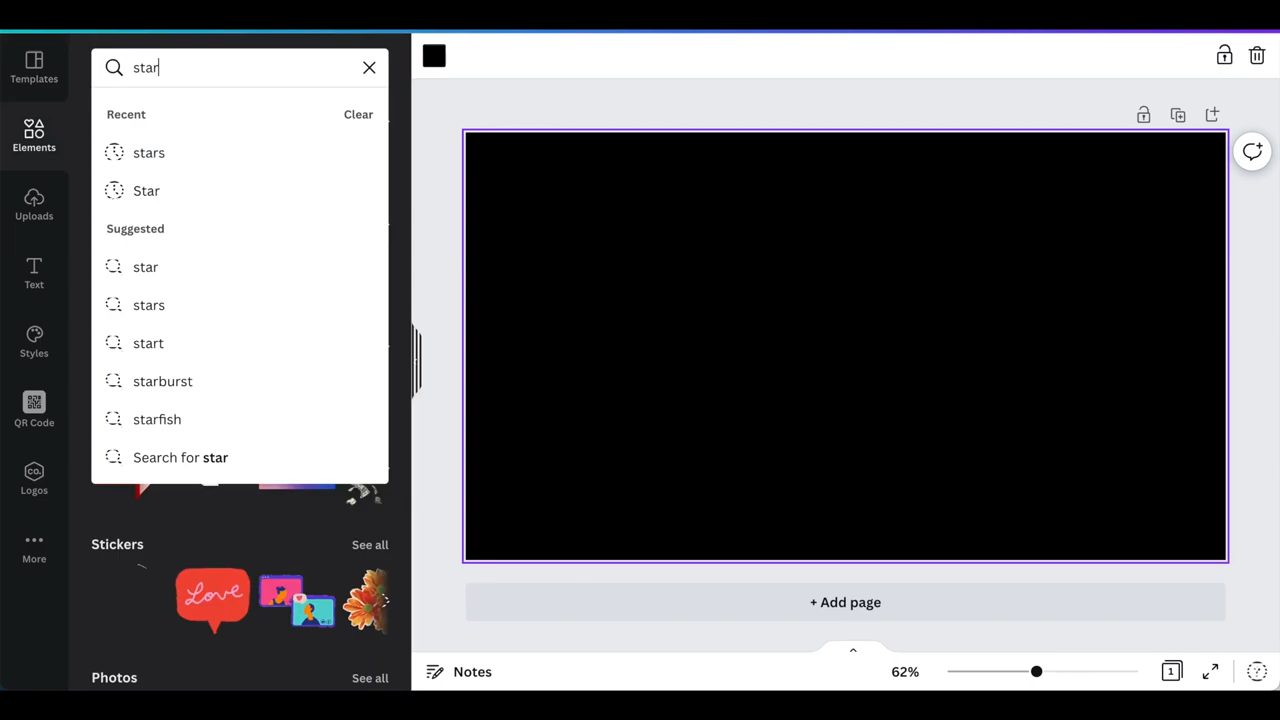 Templates
Elements
Uploads
Text
Styles
QR Code
CO.
Logos
More
star
Recent
Clear
stars
Star
Suggested
star
stars
start
starburst
starfish
Search for star
Stickers
See all
Love
Photos
See all
+ Add page
Notes
62%
1
?